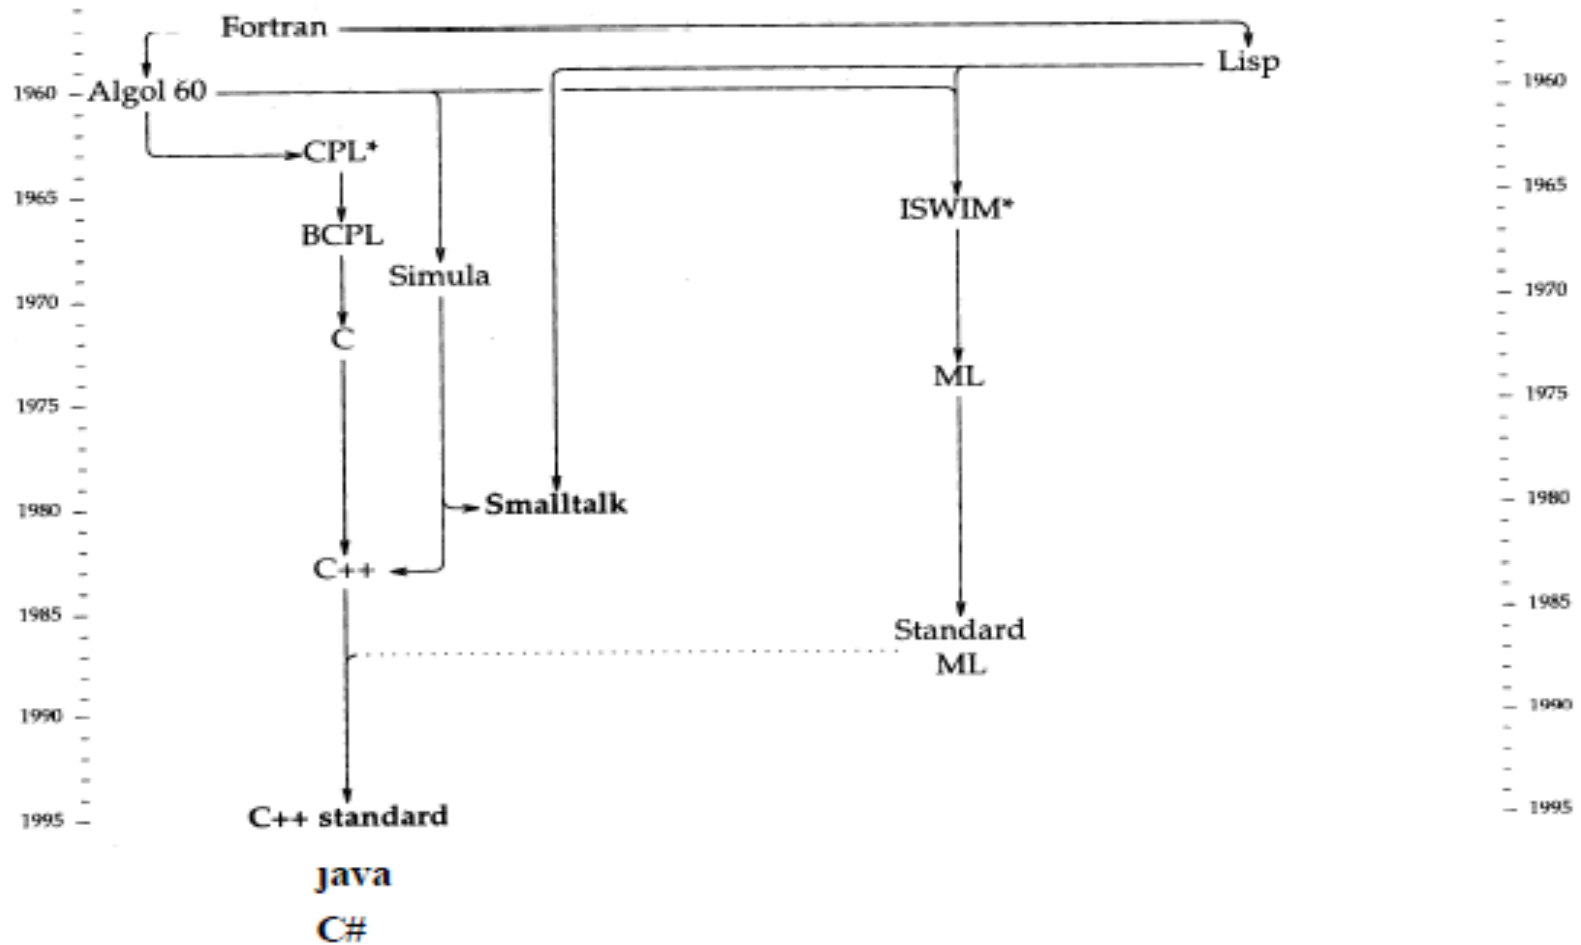 Fortran
Lisp
1960
Algol 60
1960
CPL*
1965
ISWIM*
1965
BCPL
Simula
1970
1970
C
ML
1975
1975
Smalltalk
1980
1980
C++
1985
1985
Standard
ML
1990
1990
C++ standard
1995
1995
java
C#